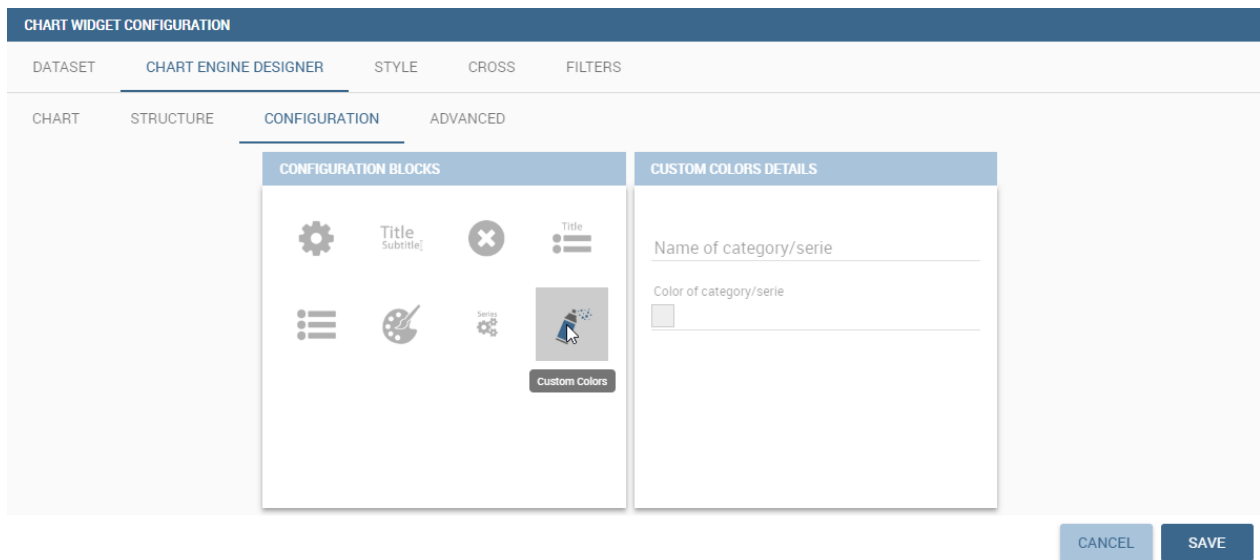 CHART WIDGET CONFIGURATION
DATASET CHART ENGINE DESIGNER STYLE CROSS FILTERS
CHART STRUCTURE CONFIGURATION ADVANCED
CONFIGURATION BLOCKS
CUSTOM COLORS DETAILS
Title
Subtitle
Title
Series
Custom Colors
Name of category/serie
Color of category/serie
CANCEL SAVE